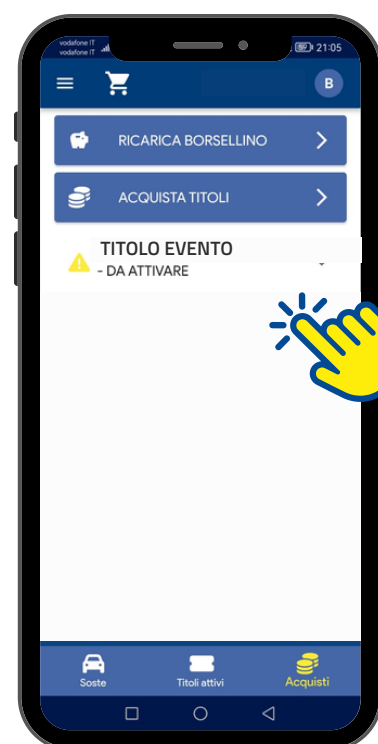 vodafone IT
vodafone IT
21:05
B
RICARICA BORSELLINO
ACQUISTA TITOLI
TITOLO EVENTO
- DA ATTIVARE
Soste
Titoli attivi
Acquisti